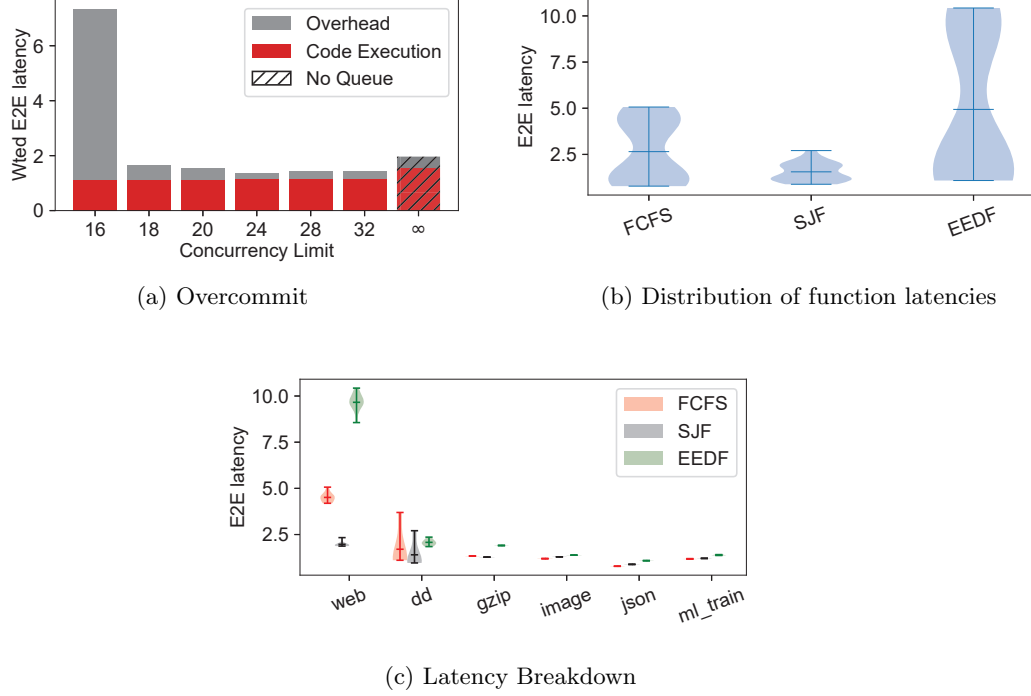 Wted E2E latency
6
4
2
0
Overhead
Code Execution
No Queue
16 18 20 24 28 32 ∞
Concurrency Limit
(a) Overcommit
E2E latency
10.0
7.5
5.0
2.5
FCFS SJF EEDF
(b) Distribution of function latencies
E2E latency
10.0
7.5
5.0
2.5
FCFS
SJF
EEDF
web dd gzip image json ml_train
(c) Latency Breakdown